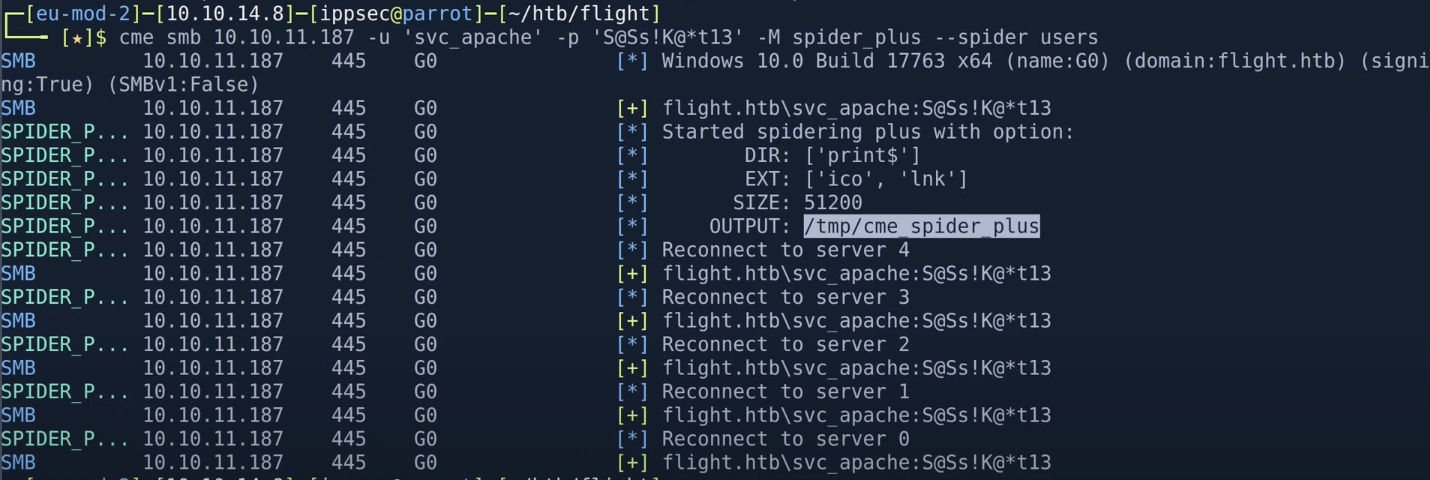 ┌─[eu-mod-2]─[10.10.14.8]─[ippsec@parrot]─[~/htb/flight]
└──╼ [★]$ cme smb 10.10.11.187 -u 'svc_apache' -p 'S@Ss!K@*t13' -M spider_plus --spider users
SMB 10.10.11.187 445 G0 [*] Windows 10.0 Build 17763 x64 (name:G0) (domain:flight.htb) (signi
ng:True) (SMBv1:False)
SMB 10.10.11.187 445 G0 [+] flight.htb\svc_apache:S@Ss!K@*t13
SPIDER_P... 10.10.11.187 445 G0 [*] Started spidering plus with option:
SPIDER_P... 10.10.11.187 445 G0 [*] DIR: ['print$']
SPIDER_P... 10.10.11.187 445 G0 [*] EXT: ['ico', 'lnk']
SPIDER_P... 10.10.11.187 445 G0 [*] SIZE: 51200
SPIDER_P... 10.10.11.187 445 G0 [*] OUTPUT: /tmp/cme_spider_plus
SPIDER_P... 10.10.11.187 445 G0 [*] Reconnect to server 4
SMB 10.10.11.187 445 G0 [+] flight.htb\svc_apache:S@Ss!K@*t13
SPIDER_P... 10.10.11.187 445 G0 [*] Reconnect to server 3
SMB 10.10.11.187 445 G0 [+] flight.htb\svc_apache:S@Ss!K@*t13
SPIDER_P... 10.10.11.187 445 G0 [*] Reconnect to server 2
SMB 10.10.11.187 445 G0 [+] flight.htb\svc_apache:S@Ss!K@*t13
SPIDER_P... 10.10.11.187 445 G0 [*] Reconnect to server 1
SMB 10.10.11.187 445 G0 [+] flight.htb\svc_apache:S@Ss!K@*t13
SPIDER_P... 10.10.11.187 445 G0 [*] Reconnect to server 0
SMB 10.10.11.187 445 G0 [+] flight.htb\svc_apache:S@Ss!K@*t13